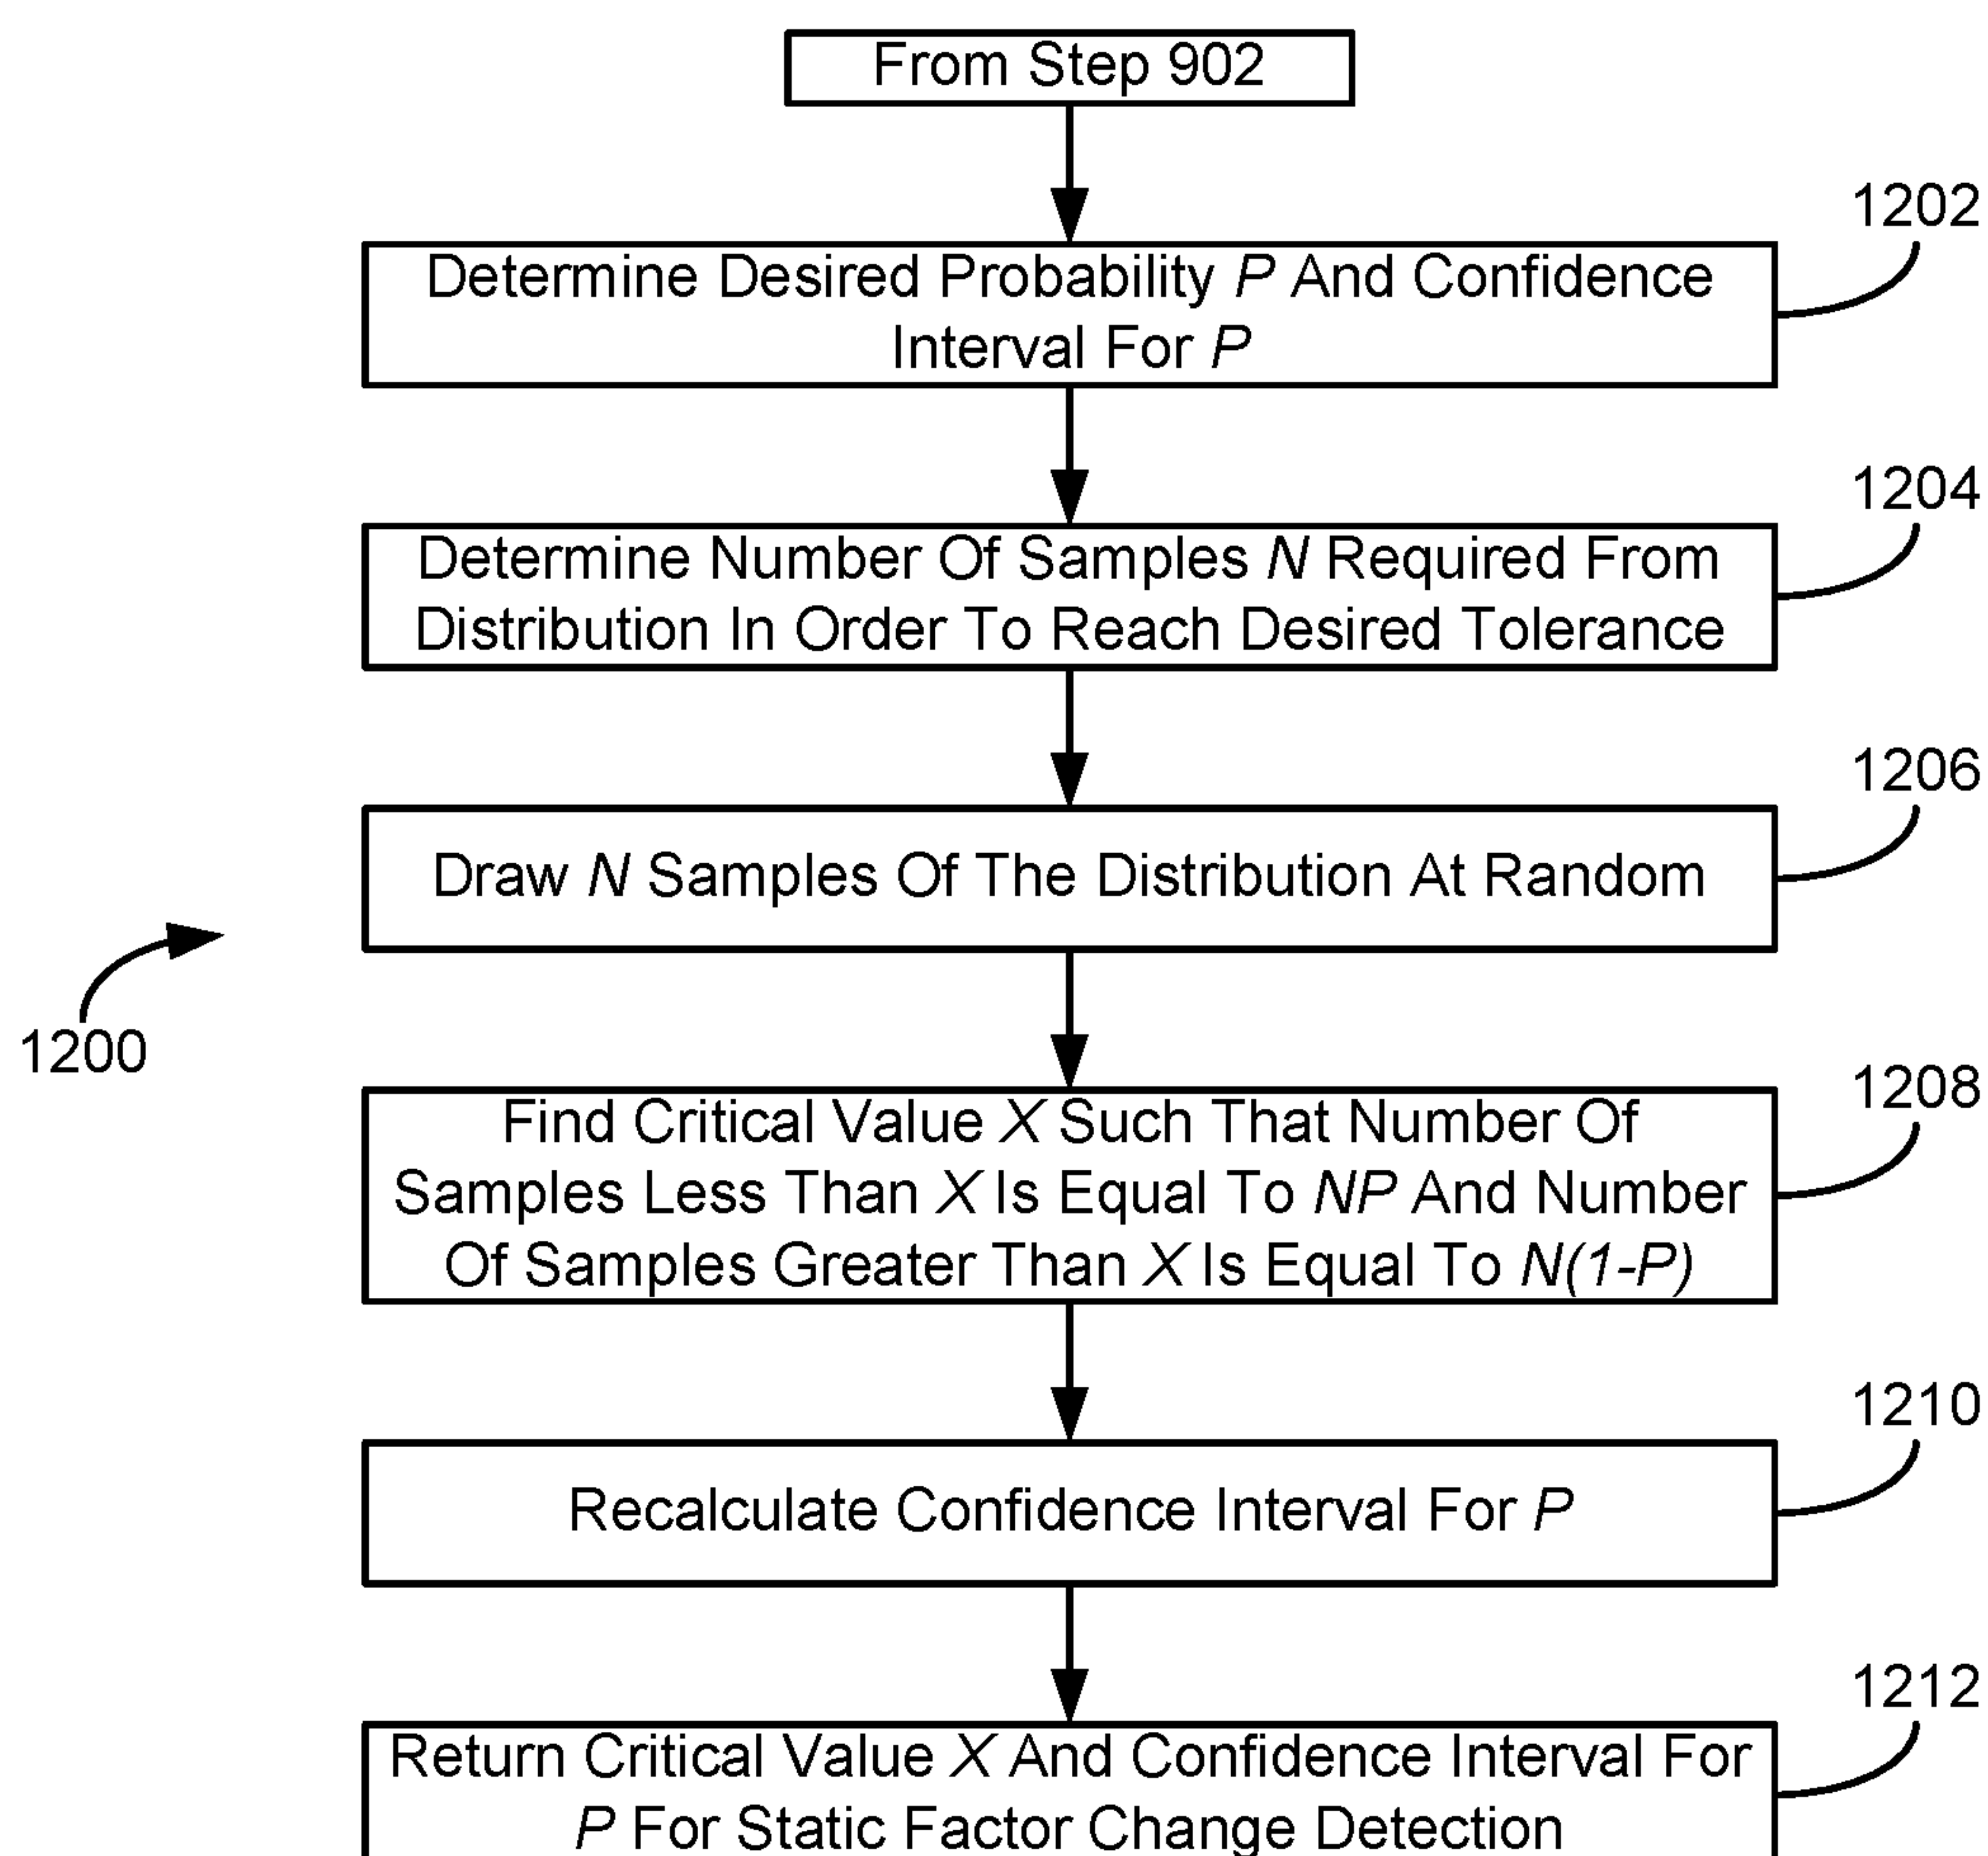 From Step 902
1202
Determine Desired Probability P And Confidence
Interval For P
1204
Determine Number Of Samples N Required From
Distribution In Order To Reach Desired Tolerance
1206
Draw N Samples Of The Distribution At Random
1200
1208
Find Critical Value X Such That Number Of
Samples Less Than X Is Equal To NP And Number
Of Samples Greater Than X Is Equal To N(1-P)
1210
Recalculate Confidence Interval For P
1212
Return Critical Value X And Confidence Interval For
P For Static Factor Change Detection